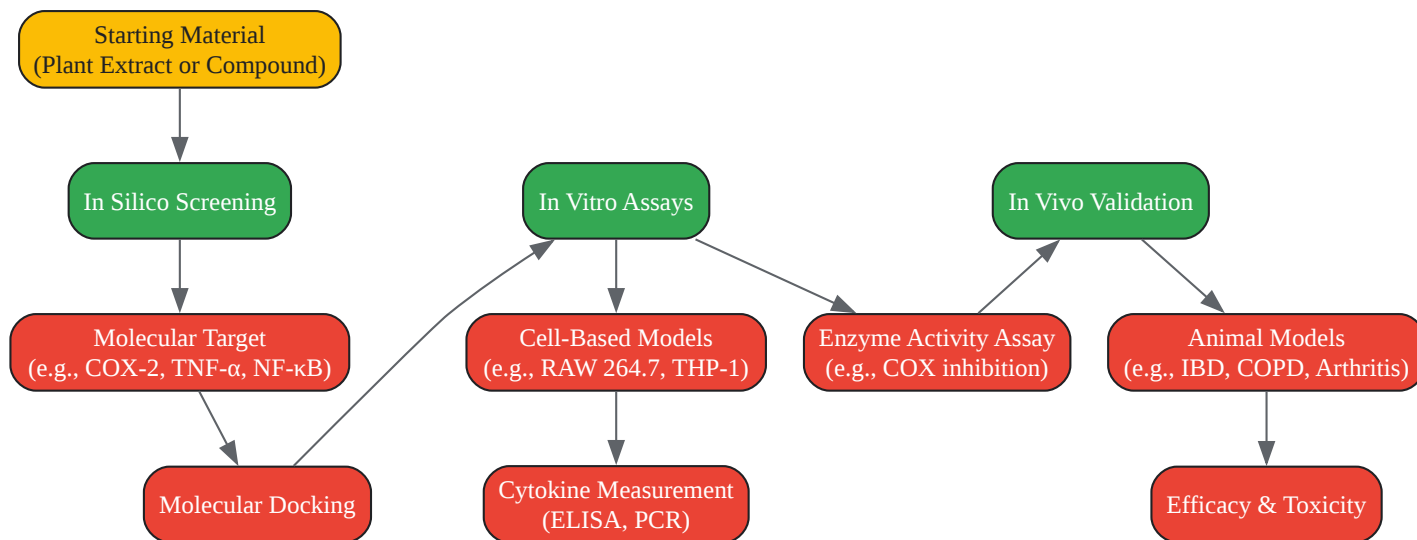 Starting Material
(Plant Extract or Compound)
In Silico Screening
In Vitro Assays
In Vivo Validation
Molecular Target
(e.g., COX-2, TNF-α, NF-κB)
Cell-Based Models
(e.g., RAW 264.7, THP-1)
Enzyme Activity Assay
(e.g., COX inhibition)
Animal Models
(e.g., IBD, COPD, Arthritis)
Molecular Docking
Cytokine Measurement
(ELISA, PCR)
Efficacy & Toxicity